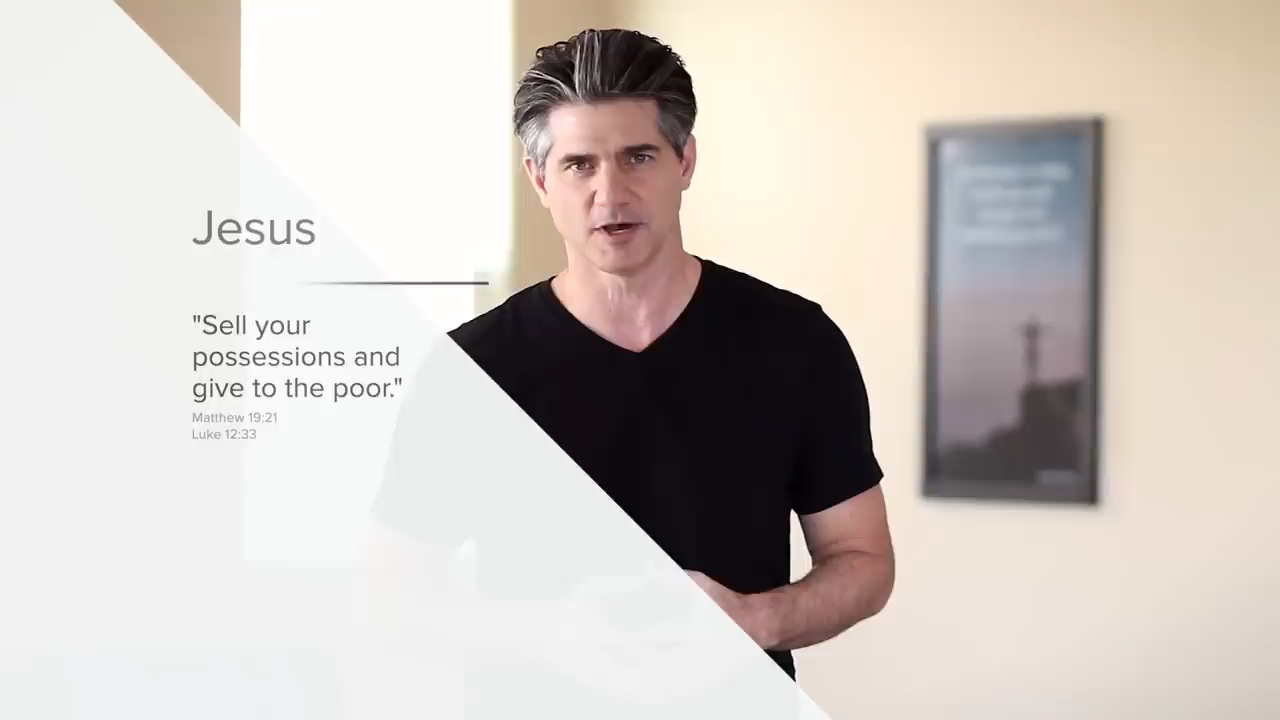 Jesus
"Sell your
possessions and
give to the poor."
Matthew 19:21
Luke 12:33